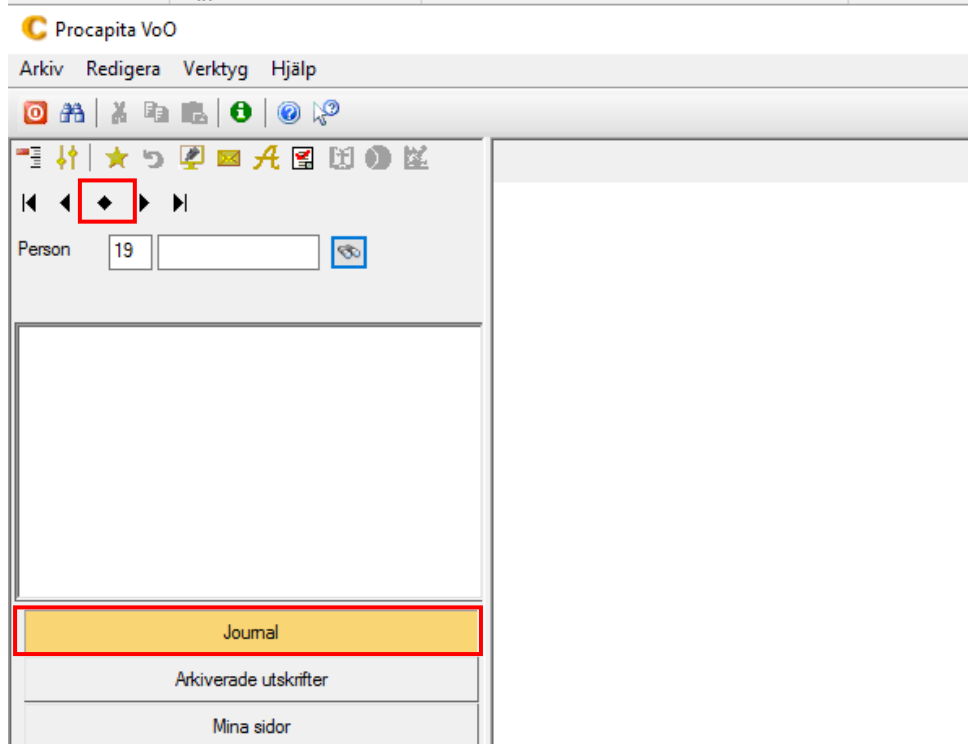 Procapita VoO
Arkiv Redigera Verktyg Hjälp
Person 19
Journal
Arkiverade utskrifter
Mina sidor